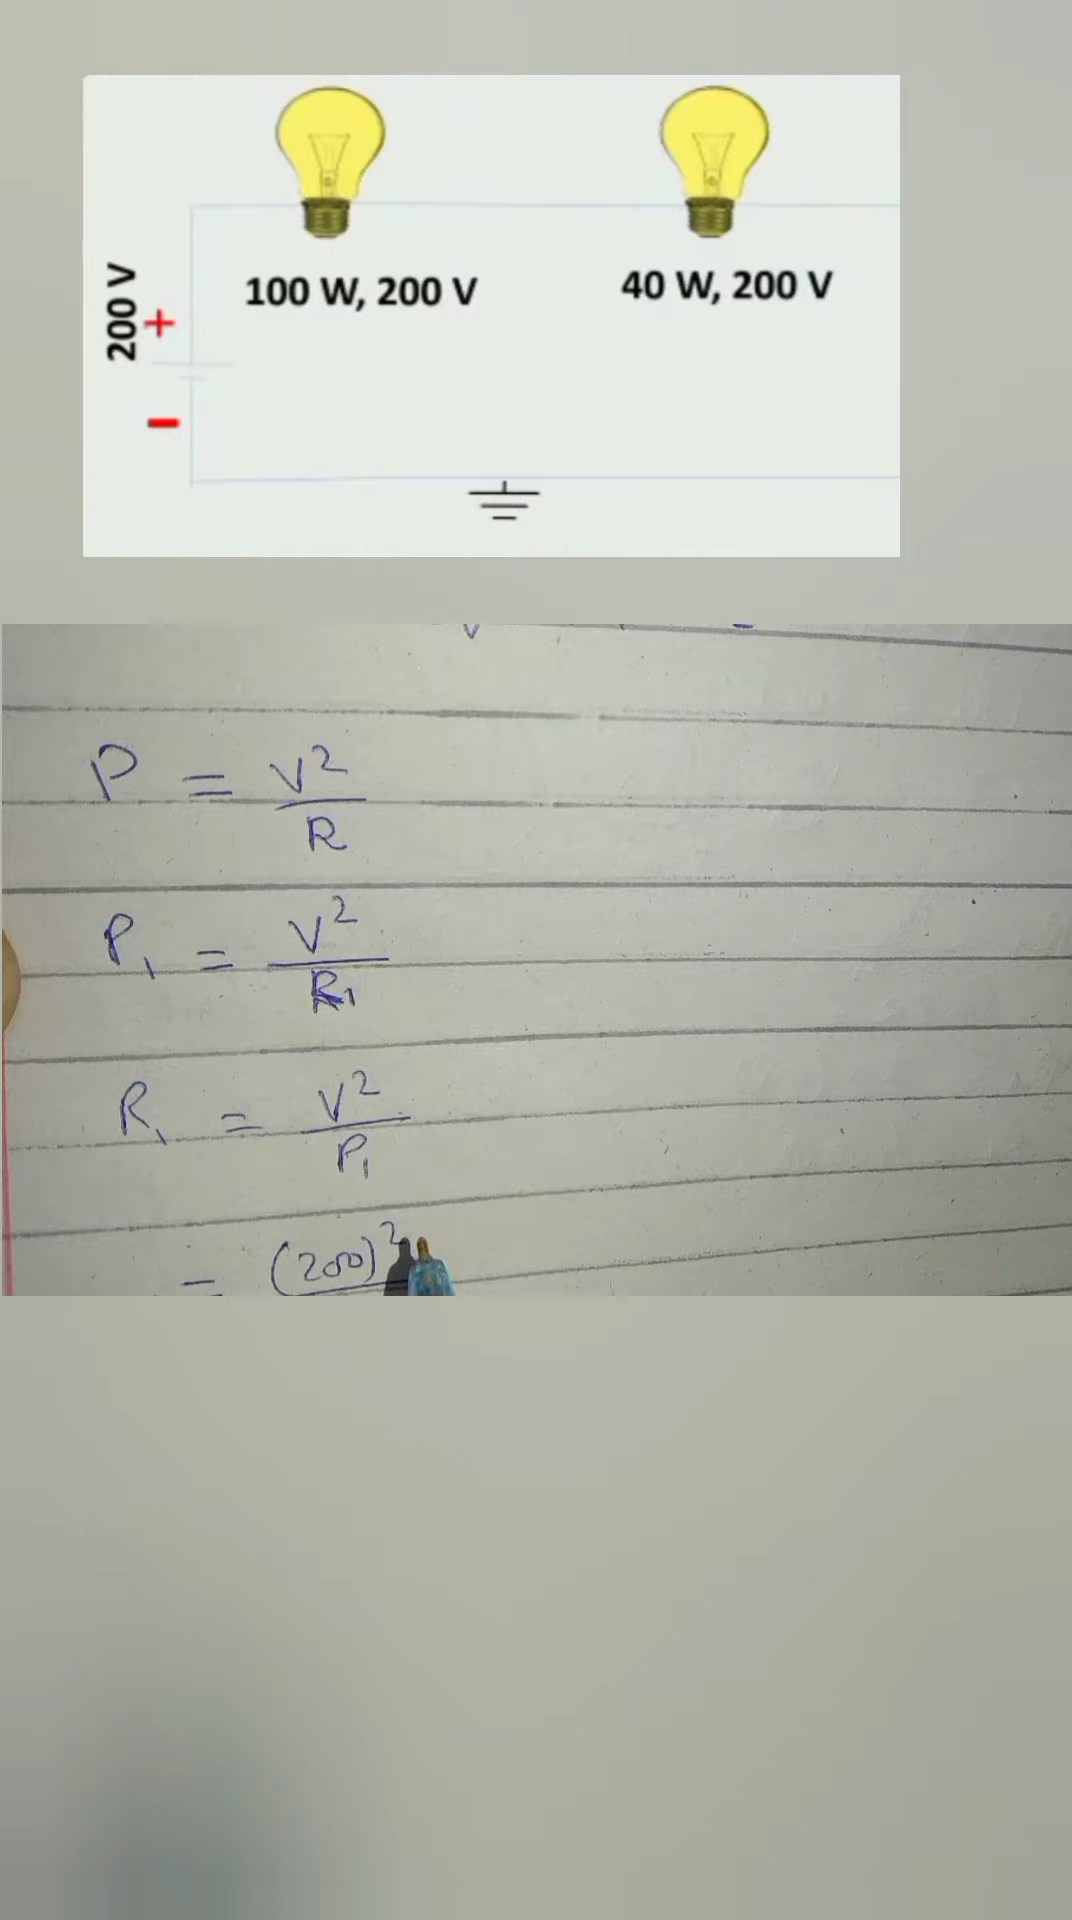 100 W, 200 V
40 W, 200 V
200 V
+
-
P = V²/R
P₁ = V²/R₁
R₁ = V²/P₁
= (200)²